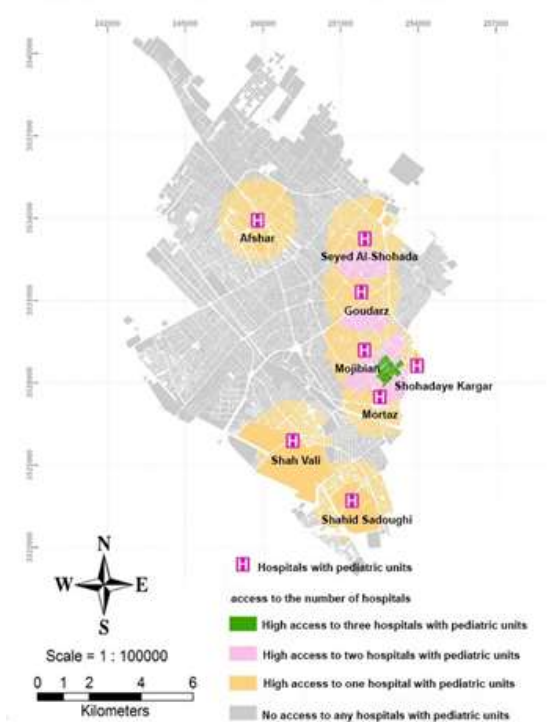 Afshar
Seyed Al-Shohada
Goudarz
Mojibian
Shohadaye Kargar
Mortaz
Shah Vali
Shahid Sadoughi
N
W E
S
Scale = 1 : 100000
0 1 2 4 6
Kilometers
H Hospitals with pediatric units
access to the number of hospitals
High access to three hospitals with pediatric units
High access to two hospitals with pediatric units
High access to one hospital with pediatric units
No access to any hospitals with pediatric units